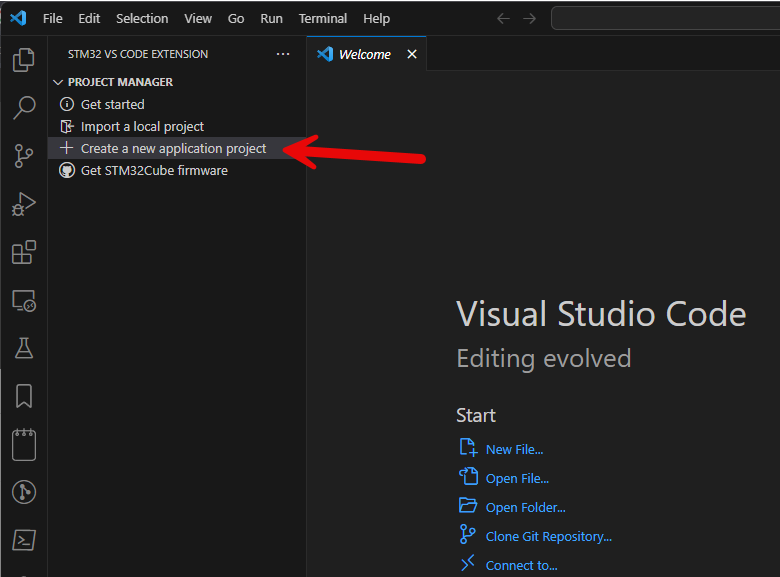 File Edit Selection View Go Run Terminal Help
STM32 VS CODE EXTENSION ...
Welcome
PROJECT MANAGER
Get started
Import a local project
Create a new application project
Get STM32Cube firmware
Visual Studio Code
Editing evolved
Start
New File...
Open File...
Open Folder...
Clone Git Repository...
Connect to...